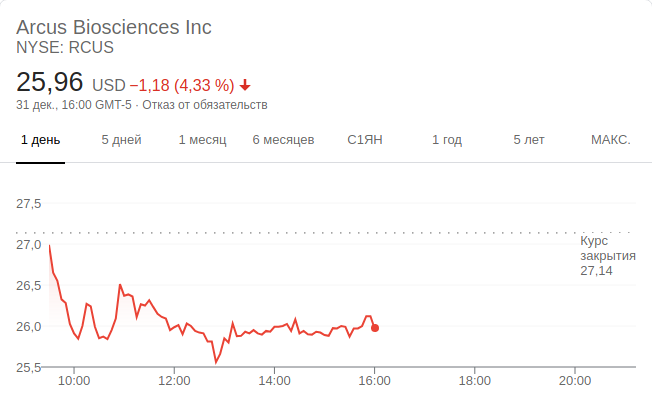 Arcus Biosciences Inc
NYSE: RCUS
25,96 USD −1,18 (4,33 %)
31 дек., 16:00 GMT-5 · Отказ от обязательств
1 день 5 дней 1 месяц 6 месяцев С1ЯН 1 год 5 лет МАКС.
27,5
27,0
26,5
26,0
25,5
Курс
закрытия
27,14
10:00 12:00 14:00 16:00 18:00 20:00